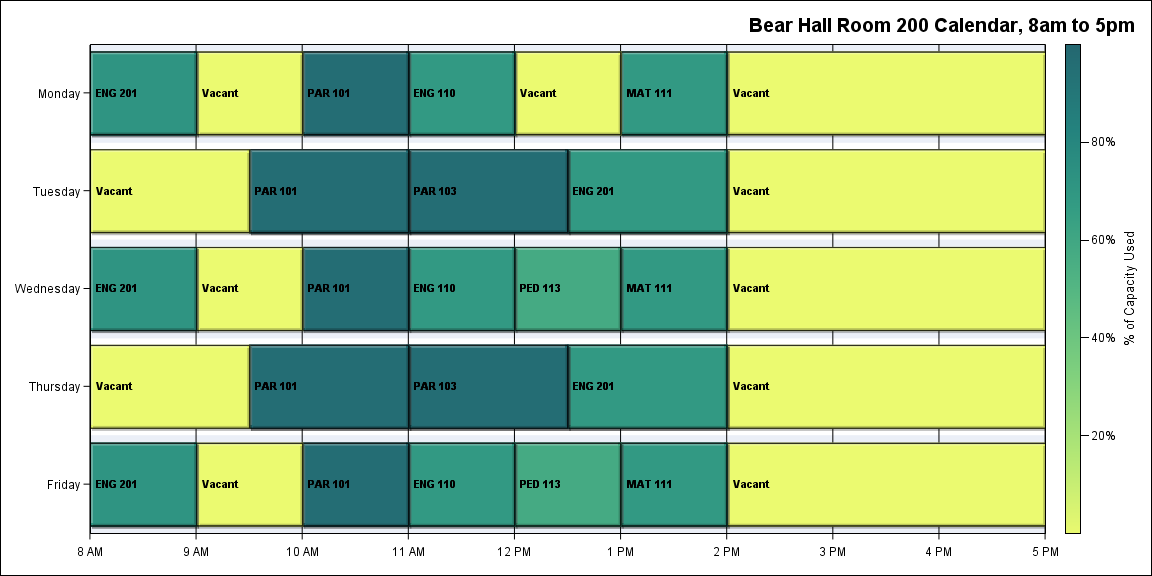 Bear Hall Room 200 Calendar, 8am to 5pm
Monday
ENG 201
Vacant
PAR 101
ENG 110
Vacant
MAT 111
Vacant
Tuesday
Vacant
PAR 101
PAR 103
ENG 201
Vacant
Wednesday
ENG 201
Vacant
PAR 101
ENG 110
PED 113
MAT 111
Vacant
Thursday
Vacant
PAR 101
PAR 103
ENG 201
Vacant
Friday
ENG 201
Vacant
PAR 101
ENG 110
PED 113
MAT 111
Vacant
8 AM
9 AM
10 AM
11 AM
12 PM
1 PM
2 PM
3 PM
4 PM
5 PM
80%
60%
40%
20%
% of Capacity Used